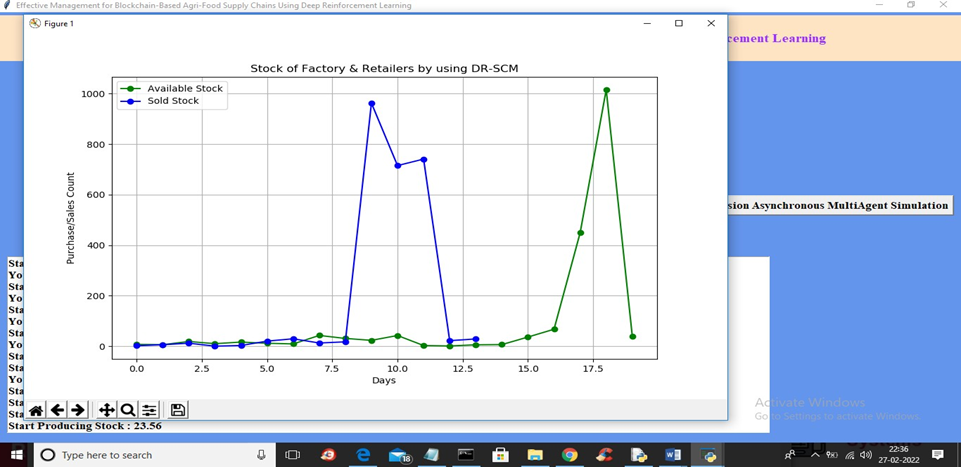 Effective Management for Blockchain-Based Agri-Food Supply Chains Using Deep Reinforcement Learning
Figure 1
cement Learning
Stock of Factory & Retailers by using DR-SCM
Available Stock
Sold Stock
1000
800
600
400
200
0
Purchase/Sales Count
0.0 2.5 5.0 7.5 10.0 12.5 15.0 17.5
Days
sion Asynchronous MultiAgent Simulation
Sta
Yo
Sta
Yo
Sta
Yo
Sta
Yo
Sta
Sta
Yo
Sta
Sta
Sta
Start Producing Stock : 23.56
Activate Windows
Go to Settings to activate Windows.
Type here to search
18
22:36
27-02-2022